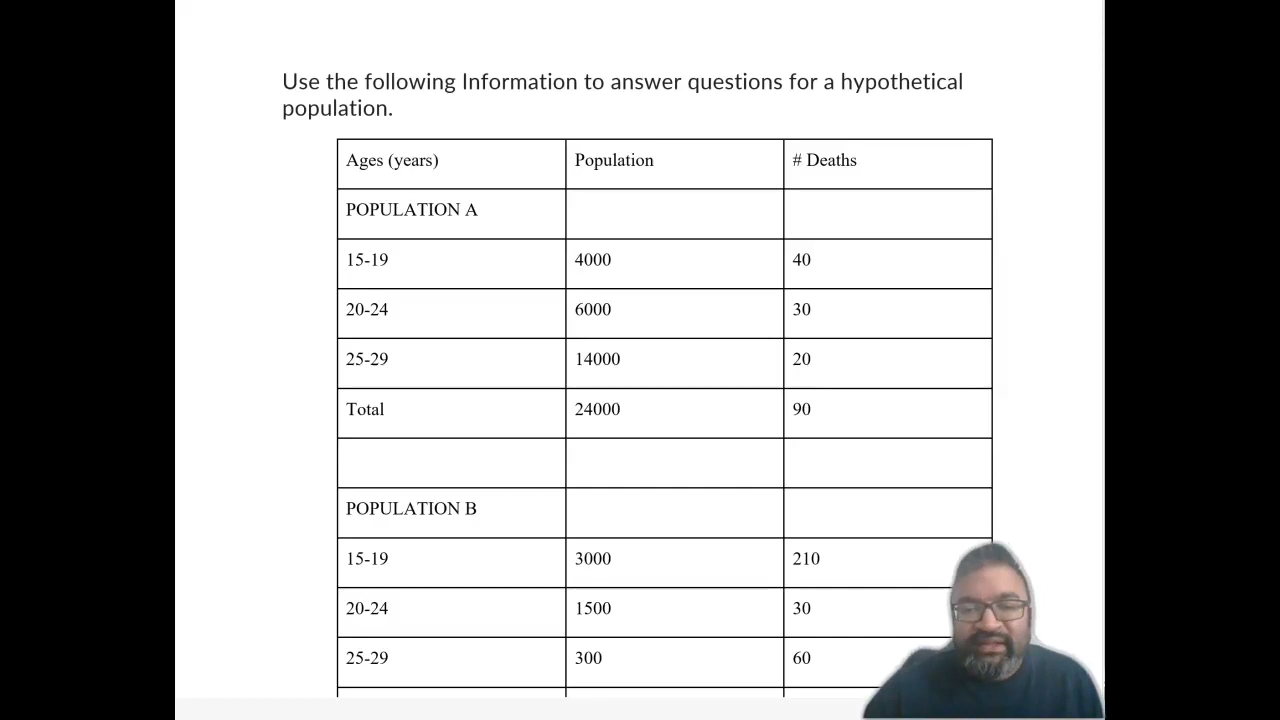 Use the following Information to answer questions for a hypothetical
population.
Ages (years) Population # Deaths
POPULATION A
15-19 4000 40
20-24 6000 30
25-29 14000 20
Total 24000 90
POPULATION B
15-19 3000 210
20-24 1500 30
25-29 300 60